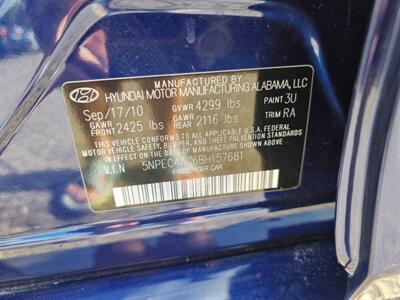 MANUFACTURED BY
HYUNDAI MOTOR MANUFACTURING ALABAMA, LLC
Sep/17/10 GVWR 4299 lbs PAINT 3U
GAWR FRONT 2425 lbs GAWR REAR 2116 lbs TRIM RA
THIS VEHICLE CONFORMS TO ALL APPLICABLE U.S.A FEDERAL
MOTOR VEHICLE SAFETY, BUMPER, AND THEFT PREVENTION STANDARDS
IN EFFECT ON THE DATE OF MANUFACTURE SHOWN ABOVE.
V.I.N
PASSENGER CAR